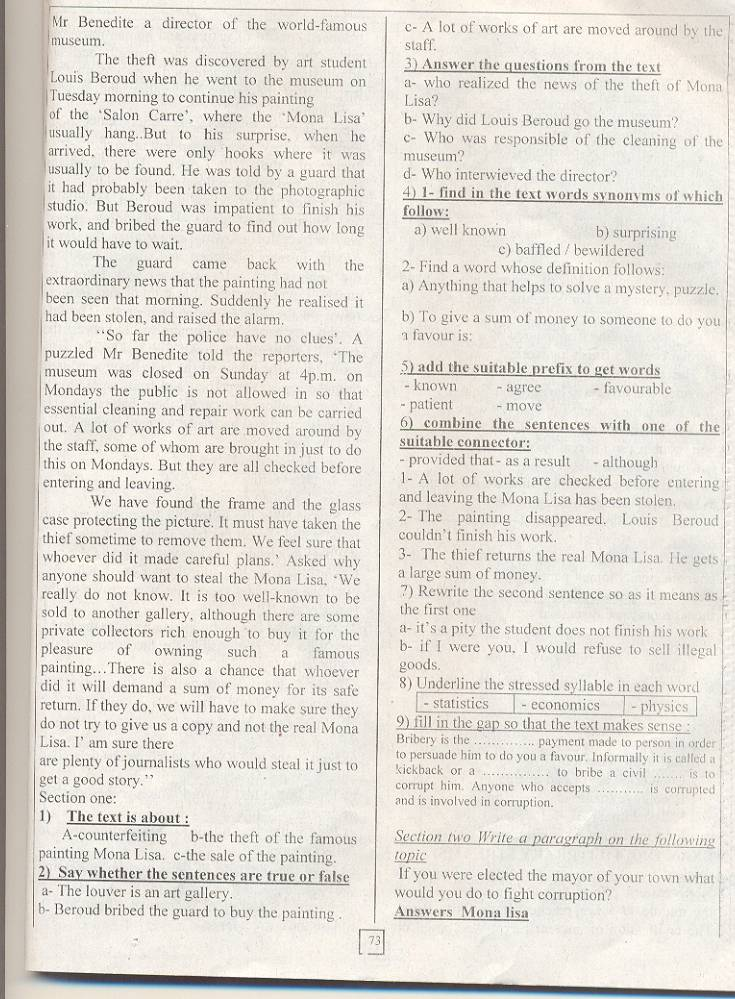 Mr Benedite a director of the world-famous
museum.
The theft was discovered by art student
Louis Beroud when he went to the museum on
Tuesday morning to continue his painting
of the ‘Salon Carre’, where the ‘Mona Lisa’
usually hang..But to his surprise, when he
arrived, there were only hooks where it was
usually to be found. He was told by a guard that
it had probably been taken to the photographic
studio. But Beroud was impatient to finish his
work, and bribed the guard to find out how long
it would have to wait.
The guard came back with the
extraordinary news that the painting had not
been seen that morning. Suddenly he realised it
had been stolen, and raised the alarm.
‘‘So far the police have no clues’. A
puzzled Mr Benedite told the reporters, ‘The
museum was closed on Sunday at 4p.m. on
Mondays the public is not allowed in so that
essential cleaning and repair work can be carried
out. A lot of works of art are moved around by
the staff, some of whom are brought in just to do
this on Mondays. But they are all checked before
entering and leaving.
We have found the frame and the glass
case protecting the picture. It must have taken the
thief sometime to remove them. We feel sure that
whoever did it made careful plans.’ Asked why
anyone should want to steal the Mona Lisa, ‘We
really do not know. It is too well-known to be
sold to another gallery, although there are some
private collectors rich enough to buy it for the
pleasure of owning such a famous
painting…There is also a chance that whoever
did it will demand a sum of money for its safe
return. If they do, we will have to make sure they
do not try to give us a copy and not the real Mona
Lisa. I’ am sure there
are plenty of journalists who would steal it just to
get a good story.’’
Section one:
1) The text is about :
A-counterfeiting b-the theft of the famous
painting Mona Lisa. c-the sale of the painting.
2) Say whether the sentences are true or false
a- The louver is an art gallery.
b- Beroud bribed the guard to buy the painting .
c- A lot of works of art are moved around by the
staff.
3) Answer the questions from the text
a- who realized the news of the theft of Mona
Lisa?
b- Why did Louis Beroud go the museum?
c- Who was responsible of the cleaning of the
museum?
d- Who interwieved the director?
4) 1- find in the text words synonyms of which
follow:
a) well known b) surprising
c) baffled / bewildered
2- Find a word whose definition follows:
a) Anything that helps to solve a mystery, puzzle.
b) To give a sum of money to someone to do you
a favour is:
5) add the suitable prefix to get words
- known - agree - favourable
- patient - move
6) combine the sentences with one of the
suitable connector:
- provided that - as a result - although
1- A lot of works are checked before entering
and leaving the Mona Lisa has been stolen.
2- The painting disappeared. Louis Beroud
couldn’t finish his work.
3- The thief returns the real Mona Lisa. He gets
a large sum of money.
7) Rewrite the second sentence so as it means as
the first one
a- it’s a pity the student does not finish his work
b- if I were you, I would refuse to sell illegal
goods.
8) Underline the stressed syllable in each word
- statistics - economics - physics
9) fill in the gap so that the text makes sense :
Bribery is the ………….. payment made to person in order
to persuade him to do you a favour. Informally it is called a
kickback or a …………… to bribe a civil ……. is to
corrupt him. Anyone who accepts ……….. is corrupted
and is involved in corruption.
Section two Write a paragraph on the following
topic
If you were elected the mayor of your town what
would you do to fight corruption?
Answers Mona lisa
73